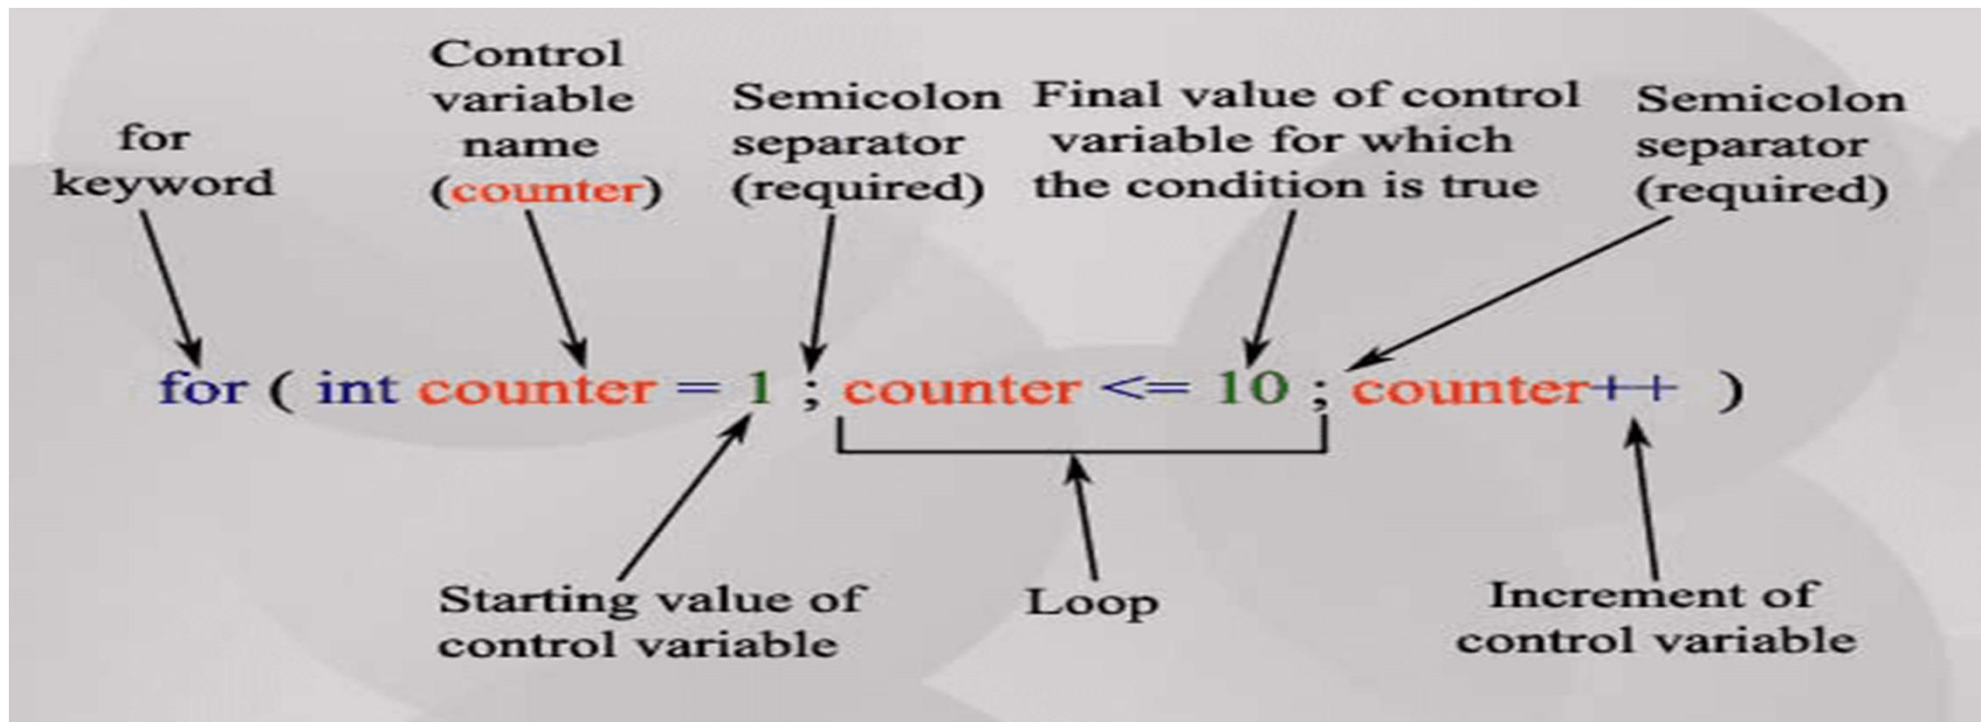 for
keyword
Control
variable
name
(counter)
Semicolon
separator
(required)
Final value of control
variable for which
the condition is true
Semicolon
separator
(required)
for ( int counter = 1 ; counter <= 10 ; counter++ )
Starting value of
control variable
Loop
Increment of
control variable